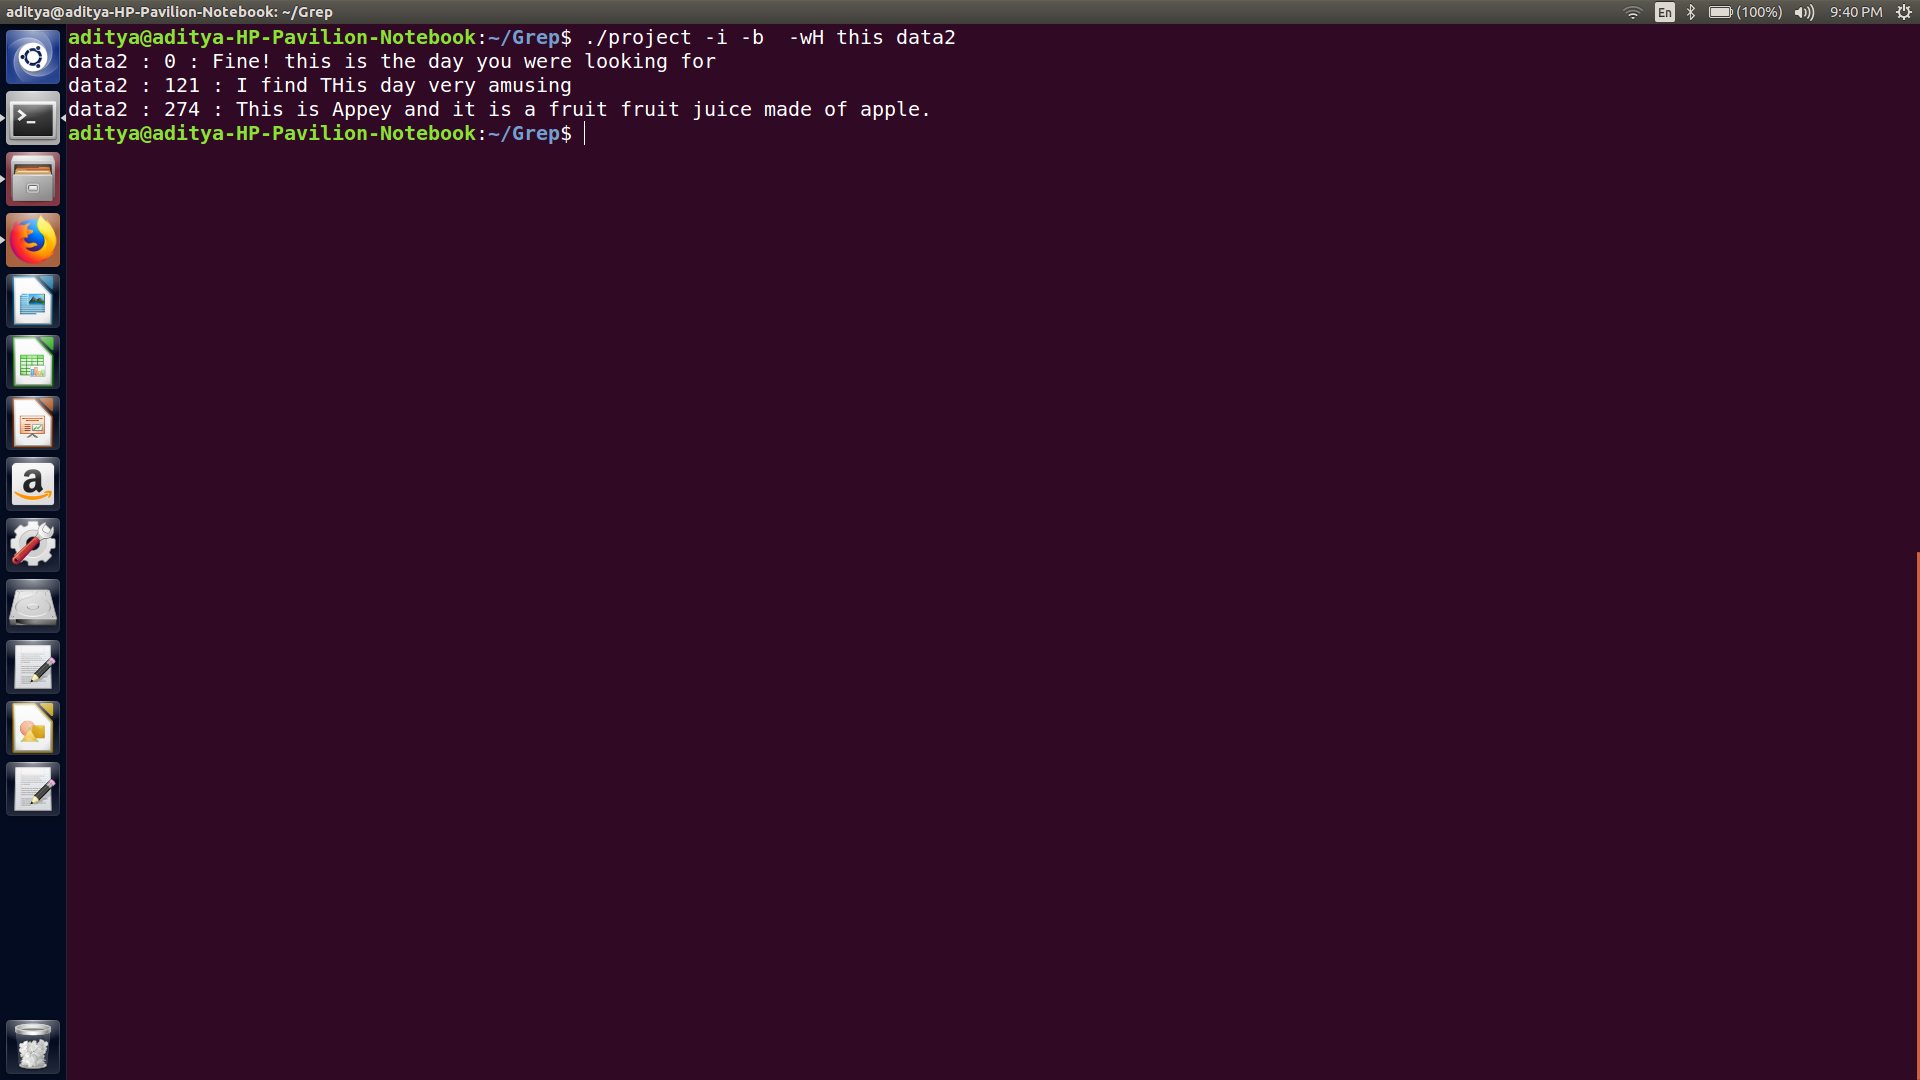 aditya@aditya-HP-Pavilion-Notebook: ~/Grep
En
(100%)
9:40 PM
aditya@aditya-HP-Pavilion-Notebook:~/Grep$ ./project -i -b  -wH this data2
data2 : 0 : Fine! this is the day you were looking for
data2 : 121 : I find THis day very amusing
data2 : 274 : This is Appey and it is a fruit fruit juice made of apple.
aditya@aditya-HP-Pavilion-Notebook:~/Grep$
a